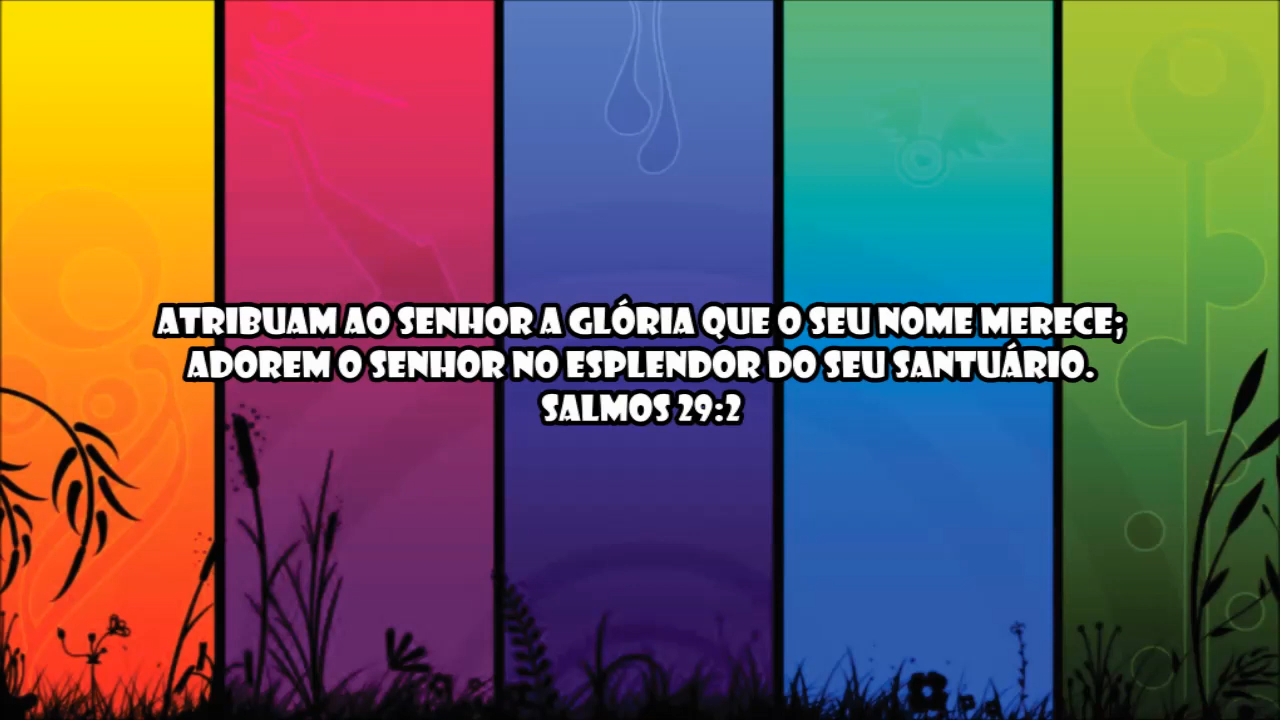 ATRIBUAM AO SENHOR A GLÓRIA QUE O SEU NOME MERECE;
ADOREM O SENHOR NO ESPLENDOR DO SEU SANTUÁRIO.
SALMOS 29:2